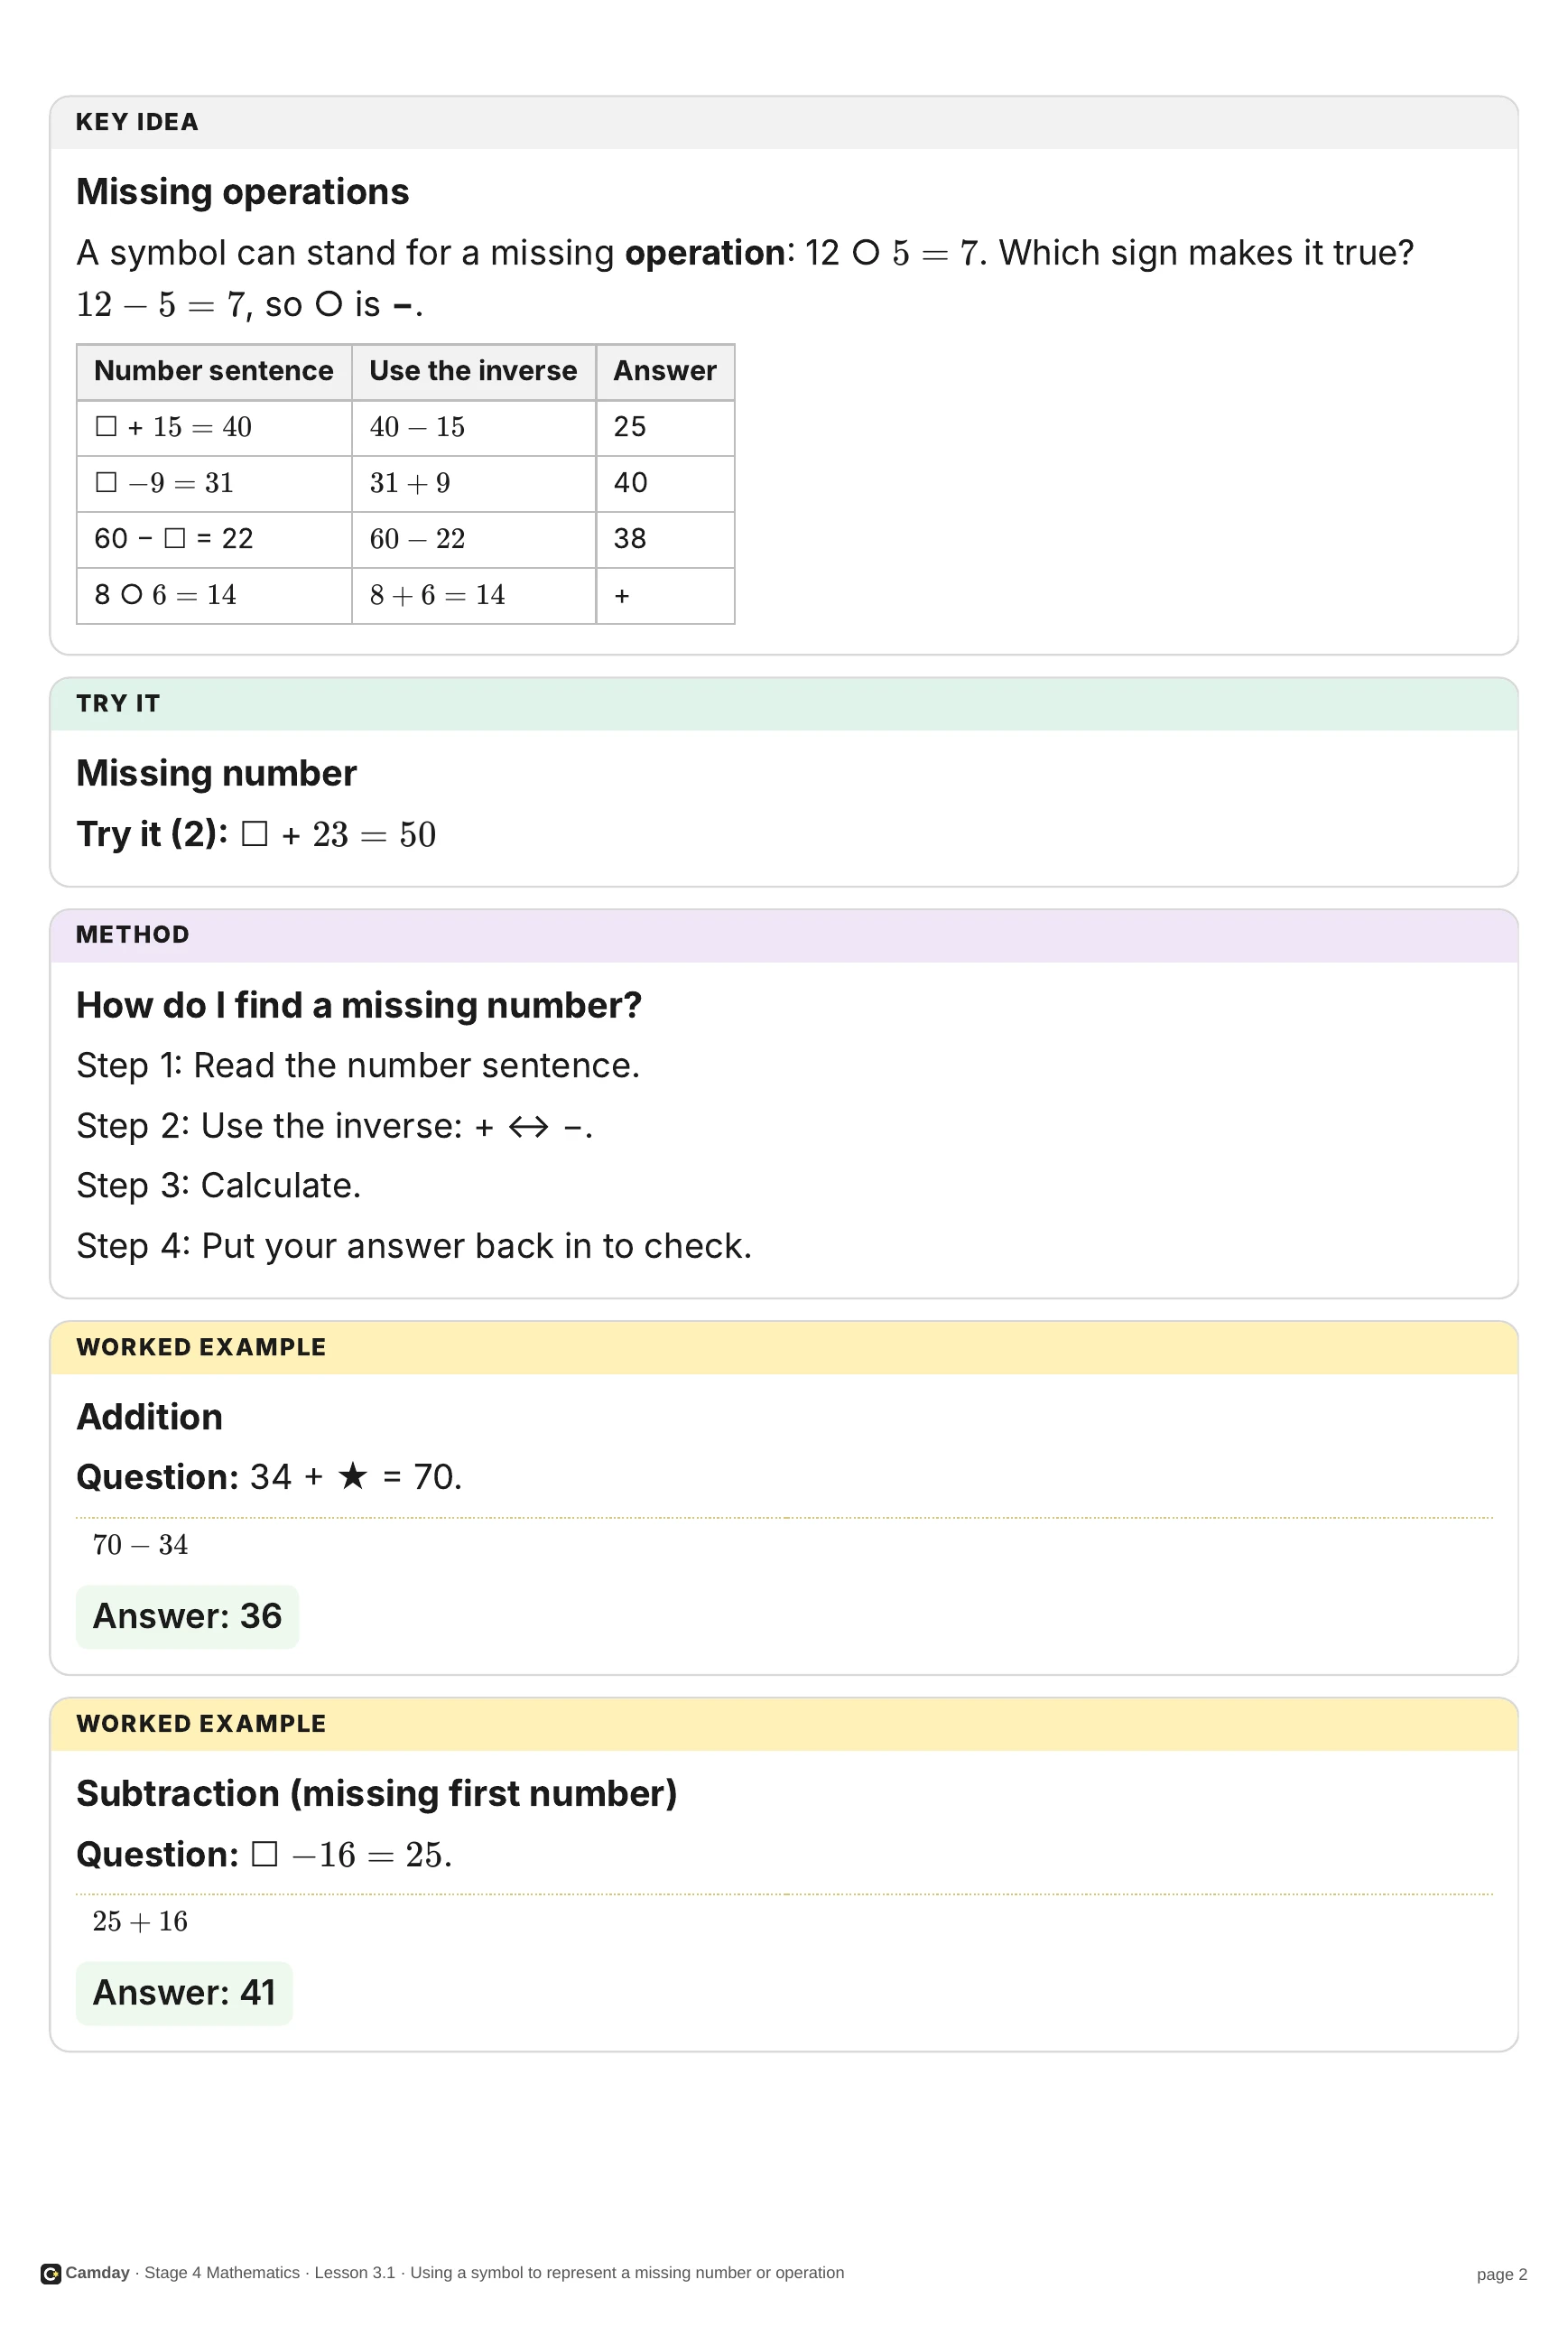 KEY IDEA
Missing operations
A symbol can stand for a missing operation: 12 ○ 5 = 7. Which sign makes it true?
12 − 5 = 7, so ○ is −.
Number sentence Use the inverse Answer
□ + 15 = 40 40 − 15 25
□ −9 = 31 31 + 9 40
60 − □ = 22 60 − 22 38
8 ○ 6 = 14 8 + 6 = 14 +
TRY IT
Missing number
Try it (2): □ + 23 = 50
METHOD
How do I find a missing number?
Step 1: Read the number sentence.
Step 2: Use the inverse: + ↔ −.
Step 3: Calculate.
Step 4: Put your answer back in to check.
WORKED EXAMPLE
Addition
Question: 34 + ★ = 70.
70 − 34
Answer: 36
WORKED EXAMPLE
Subtraction (missing first number)
Question: □ −16 = 25.
25 + 16
Answer: 41
Camday · Stage 4 Mathematics · Lesson 3.1 · Using a symbol to represent a missing number or operation page 2